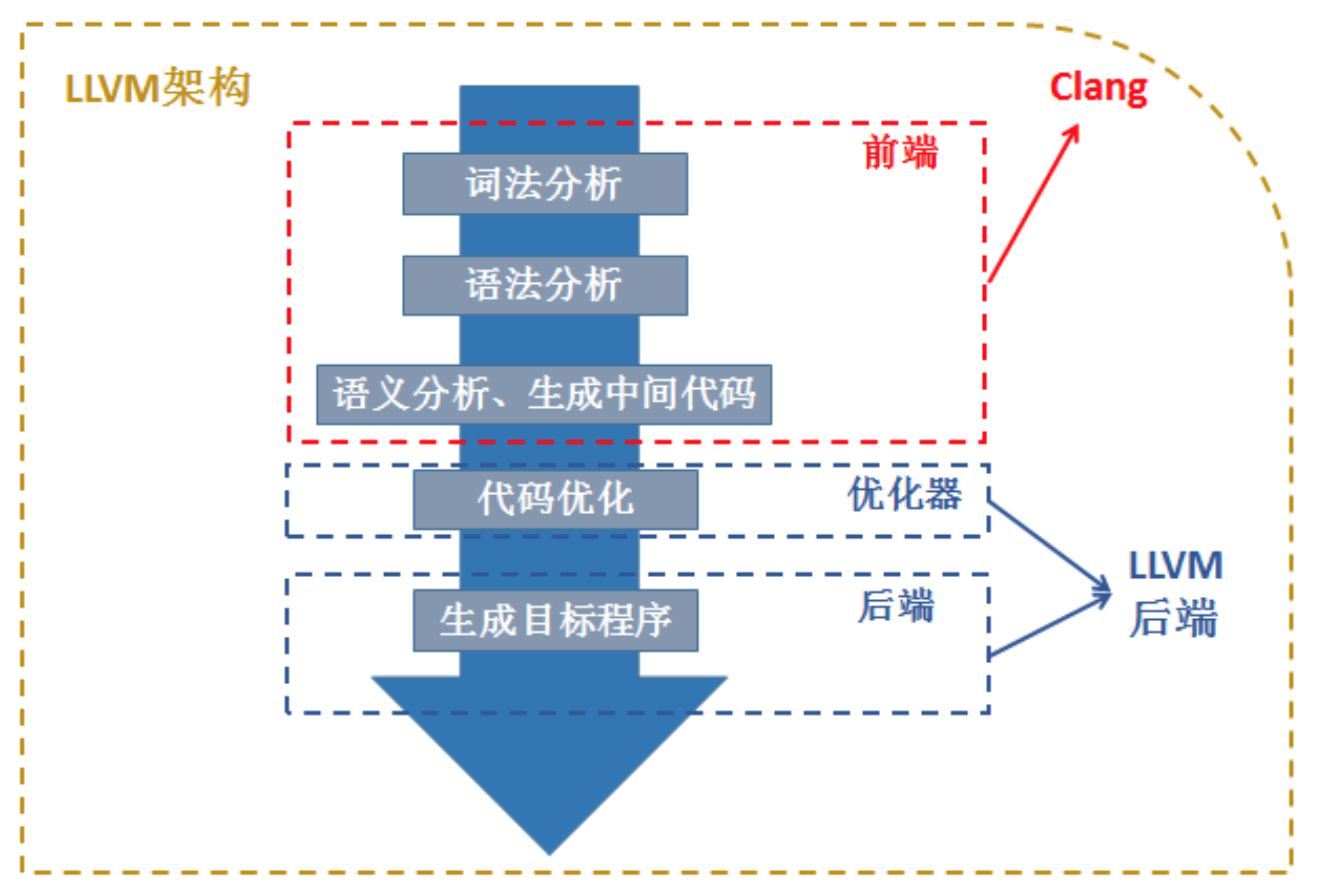 LLVM架构
Clang
前端
词法分析
语法分析
语义分析、生成中间代码
代码优化
优化器
生成目标程序
后端
LLVM
后端